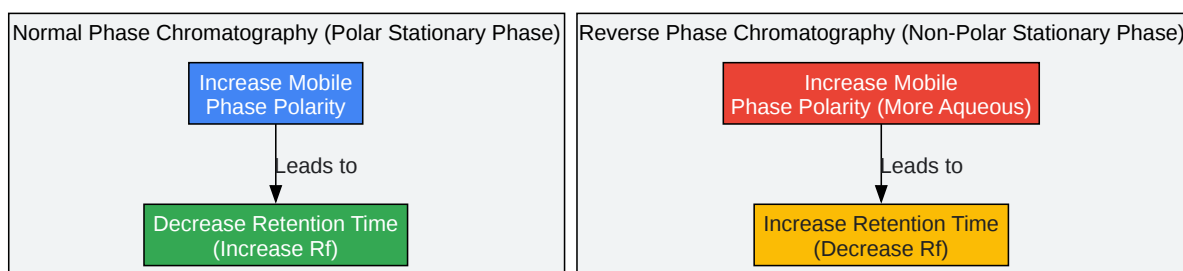 Normal Phase Chromatography (Polar Stationary Phase)
Increase Mobile
Phase Polarity
Leads to
Decrease Retention Time
(Increase Rf)
Reverse Phase Chromatography (Non-Polar Stationary Phase)
Increase Mobile
Phase Polarity (More Aqueous)
Leads to
Increase Retention Time
(Decrease Rf)